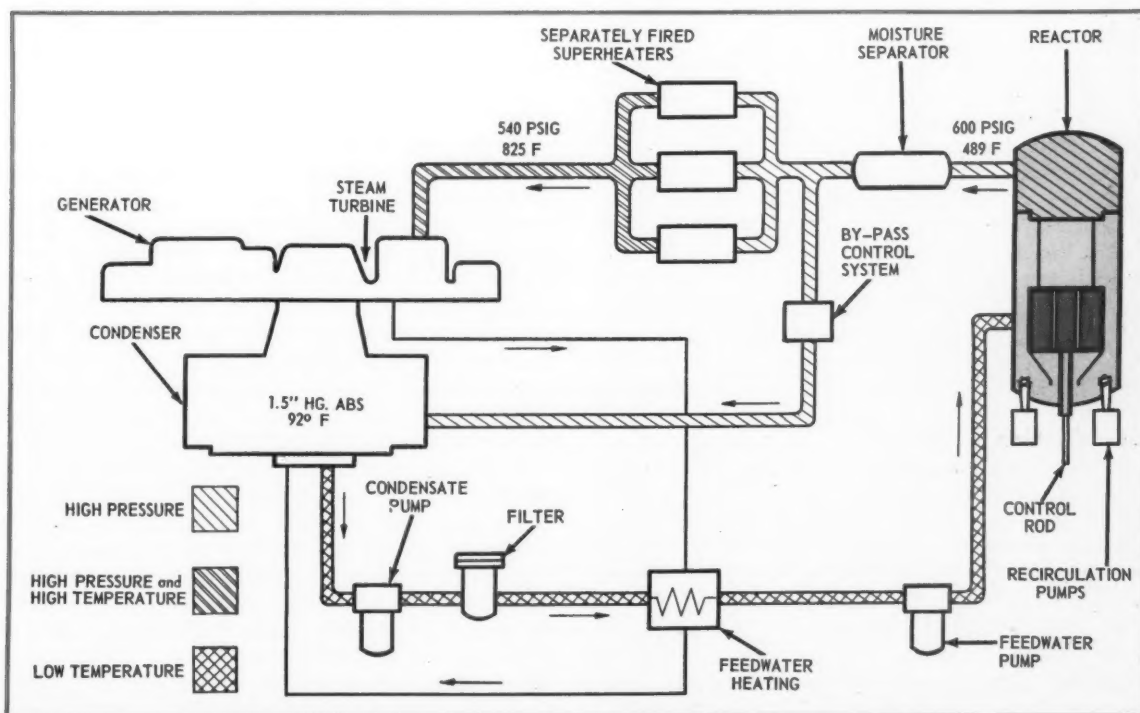 SEPARATELY FIRED
SUPERHEATERS
MOISTURE
SEPARATOR
REACTOR
540 PSIG
825 F
600 PSIG
489 F
GENERATOR
STEAM
TURBINE
BY-PASS
CONTROL
SYSTEM
CONDENSER
1.5" HG. ABS
92º F
HIGH PRESSURE
CONDENSATE
PUMP
FILTER
CONTROL
ROD
HIGH PRESSURE and
HIGH TEMPERATURE
RECIRCULATION
PUMPS
LOW TEMPERATURE
FEEDWATER
HEATING
FEEDWATER
PUMP